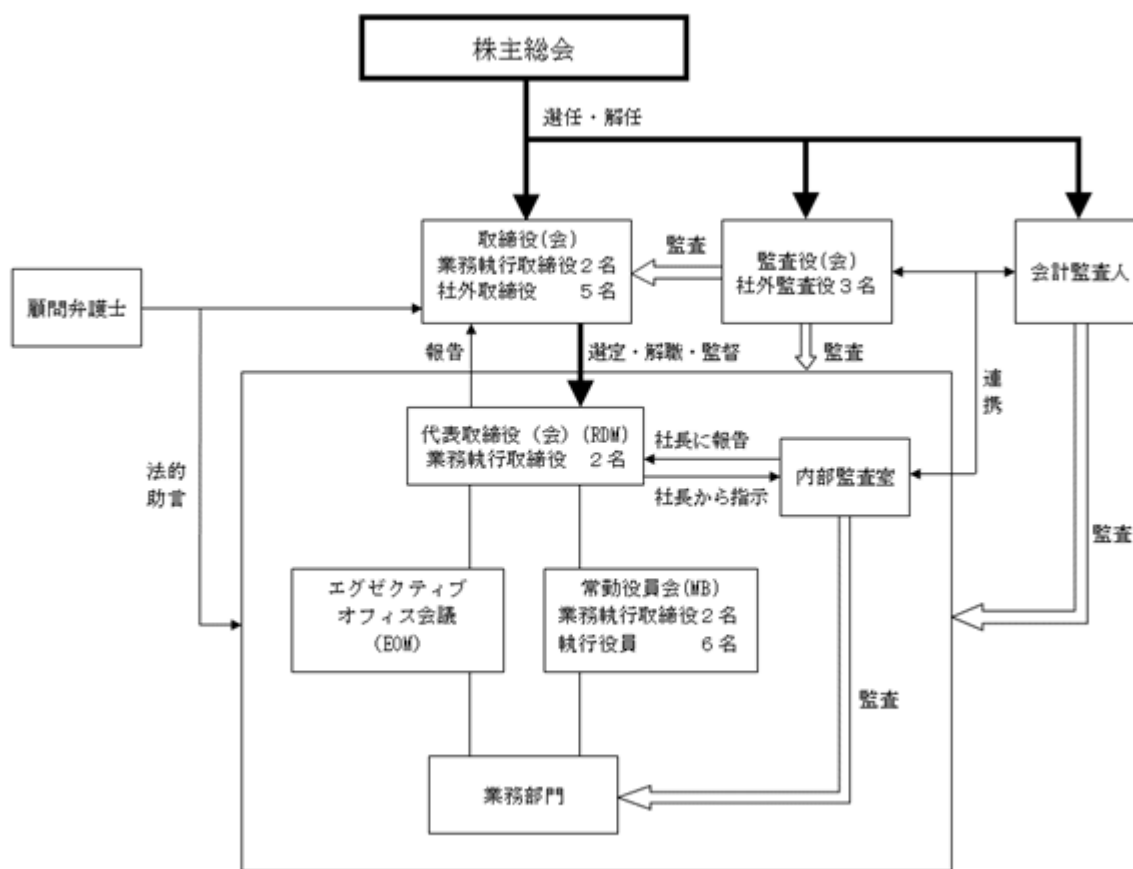 株主総会
選任・解任
取締役(会)
業務執行取締役2名
社外取締役　　5名
監査
監査役(会)
社外監査役3名
会計監査人
顧問弁護士
報告
選定・解職・監督
監査
連
携
代表取締役（会）(RDM)
業務執行取締役　2名
社長に報告
社長から指示
内部監査室
法的
助言
監査
エグゼクティブ
オフィス会議
(EOM)
常勤役員会(MB)
業務執行取締役2名
執行役員　　　6名
監査
業務部門